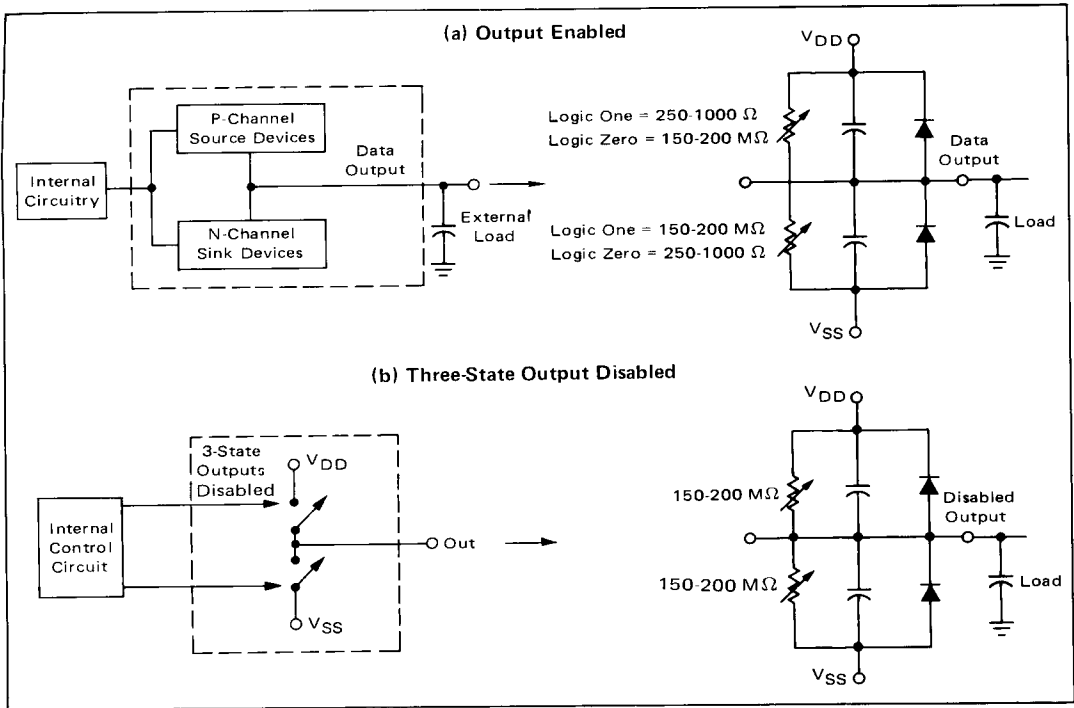 (a) Output Enabled
P-Channel
Source Devices
Internal
Circuitry
N-Channel
Sink Devices
Data
Output
External
Load
VDD
Logic One = 250-1000 Ω
Logic Zero = 150-200 MΩ
Logic One = 150-200 MΩ
Logic Zero = 250-1000 Ω
Data
Output
Load
VSS
(b) Three-State Output Disabled
Internal
Control
Circuit
3-State
Outputs
Disabled
VDD
Out
VSS
VDD
150-200 MΩ
150-200 MΩ
Disabled
Output
Load
VSS